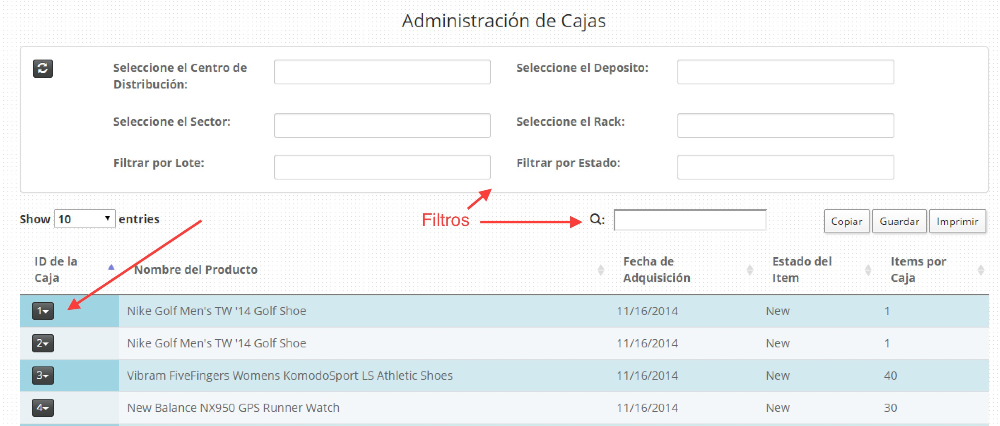 Administración de Cajas
Seleccione el Centro de Distribución:
Seleccione el Deposito:
Seleccione el Sector:
Seleccione el Rack:
Filtrar por Lote:
Filtrar por Estado:
Show 10 entries
Filtros
:
Copiar Guardar Imprimir
ID de la Caja Nombre del Producto Fecha de Adquisición Estado del Item Items por Caja
1 Nike Golf Men's TW '14 Golf Shoe 11/16/2014 New 1
2 Nike Golf Men's TW '14 Golf Shoe 11/16/2014 New 1
3 Vibram FiveFingers Womens KomodoSport LS Athletic Shoes 11/16/2014 New 40
4 New Balance NX950 GPS Runner Watch 11/16/2014 New 30